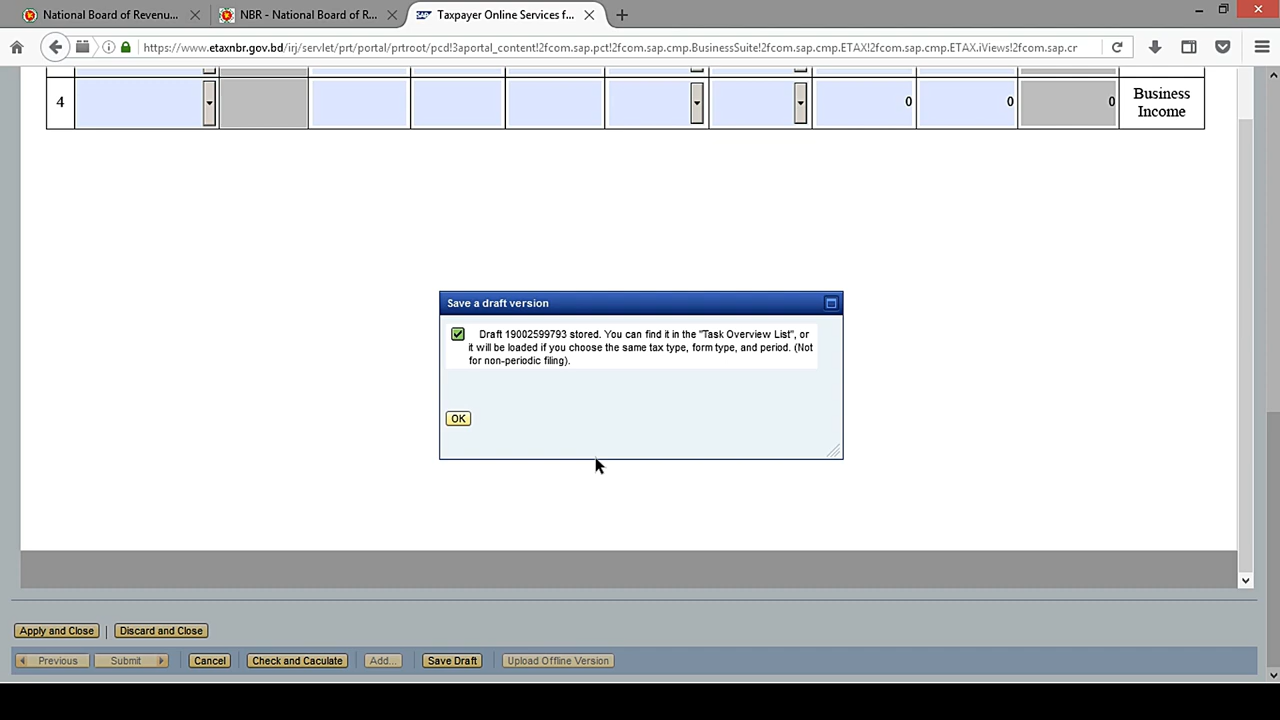 National Board of Revenu...
NBR - National Board of R...
SAP Taxpayer Online Services f...
https://www.etaxnbr.gov.bd/irj/servlet/prt/portal/prtroot/pcd!3aportal_content!2fcom.sap.pct!2fcom.sap.cmp.BusinessSuite!2fcom.sap.cmp.ETAX!2fcom.sap.cmp.ETAX.iViews!2fcom.sap.cr
4 0 0 0 Business
Income
Save a draft version
Draft 19002599793 stored. You can find it in the "Task Overview List", or
it will be loaded if you choose the same tax type, form type, and period. (Not
for non-periodic filing).
OK
Apply and Close | Discard and Close
Previous Submit Cancel Check and Caculate Add... Save Draft Upload Offline Version